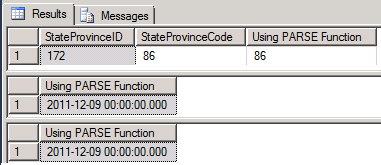 Results Messages
StateProvinceID StateProvinceCode Using PARSE Function
1 172 86 86
Using PARSE Function
1 2011-12-09 00:00:00.000
Using PARSE Function
1 2011-12-09 00:00:00.000